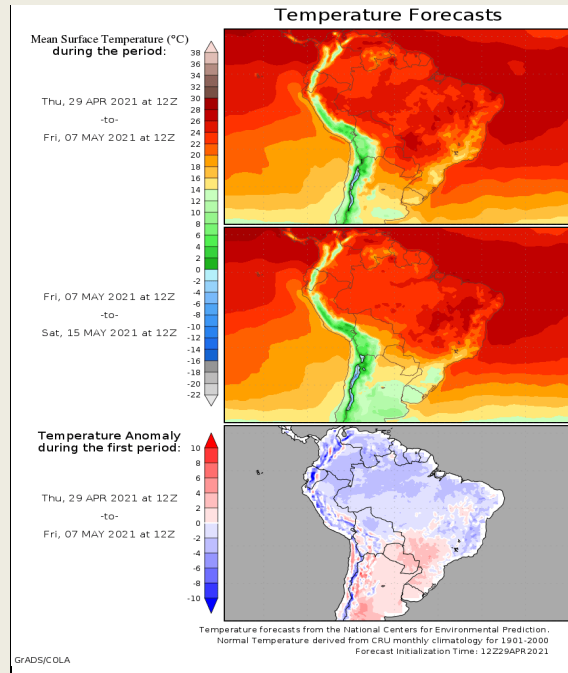 Temperature Forecasts
Mean Surface Temperature (°C)
during the period:
Thu, 29 APR 2021 at 12Z
-to-
Fri, 07 MAY 2021 at 12Z
38
36
34
32
30
28
26
24
22
20
18
16
14
12
10
8
6
4
2
0
-2
-4
-6
-8
-10
-12
-14
-16
-18
-20
-22
Fri, 07 MAY 2021 at 12Z
-to-
Sat, 15 MAY 2021 at 12Z
Temperature Anomaly
during the first period:
Thu, 29 APR 2021 at 12Z
-to-
Fri, 07 MAY 2021 at 12Z
10
8
6
4
2
0
-2
-4
-6
-8
-10
Temperature forecasts from the National Centers for Environmental Prediction.
Normal Temperature derived from CRU monthly climatology for 1901-2000
Forecast Initialization Time: 12Z29APR2021
GrADS/COLA